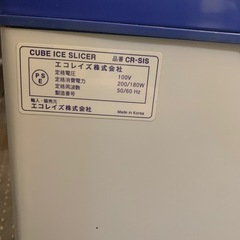 CUBE ICE SLICER 品番 CR-SIS
エコレイズ株式会社
定格電圧 100V
定格消費電力 200/180W
定格周波数 50/60 Hz
製造番号
輸入・販売元
エコレイズ株式会社 Made in Korea
PSE